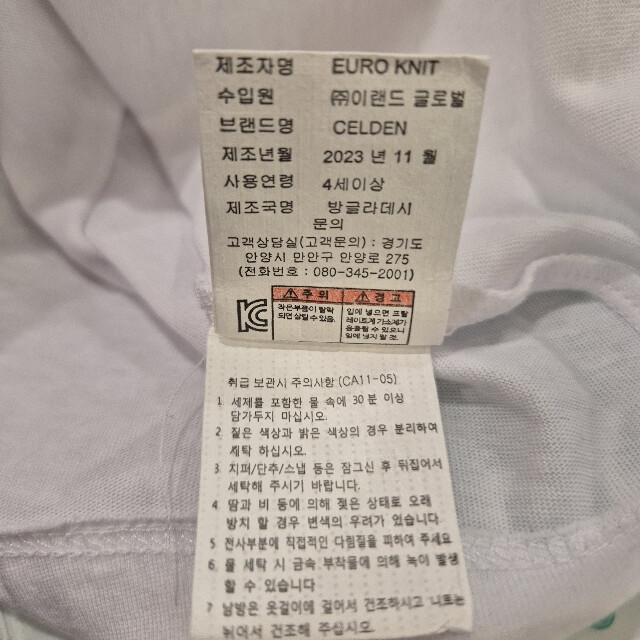 제조자명 EURO KNIT
수입원 ㈜이랜드 글로벌
브랜드명 CELDEN
제조년월 2023 년 11 월
사용연령 4세이상
제조국명 방글라데시
문의
고객상담실(고객문의) : 경기도
안양시 만안구 안양로 275
(전화번호 : 080-345-2001)
⚠주 의
작은부품이 탈락
되면 삼킬 수 있음.
⚠경 고
입에 넣으면 프탈
레이트계 가소제가
용출될 수 있으니
입에 넣지 말 것
취급 보관시 주의사항 (CA11-05)
1 세제를 포함한 물 속에 30분 이상
담가두지 마십시오.
2 짙은 색상과 밝은 색상의 경우 분리하여
세탁 하십시오.
3 지퍼/단추/스냅 등은 잠그신 후 뒤집어서
세탁해 주시기 바랍니다.
4 땀과 비 등에 의해 젖은 상태로 오래
방치 할 경우 변색의 우려가 있습니다.
5 전사부분에 직접적인 다림질을 피하여 주세요
6 물 세탁 시 금속 부착물에 의해 녹이 발생
할 수 있습니다.
7 남방은 옷걸이에 걸어서 건조하시고 니트는
뉘어서 건조해 주십시오.